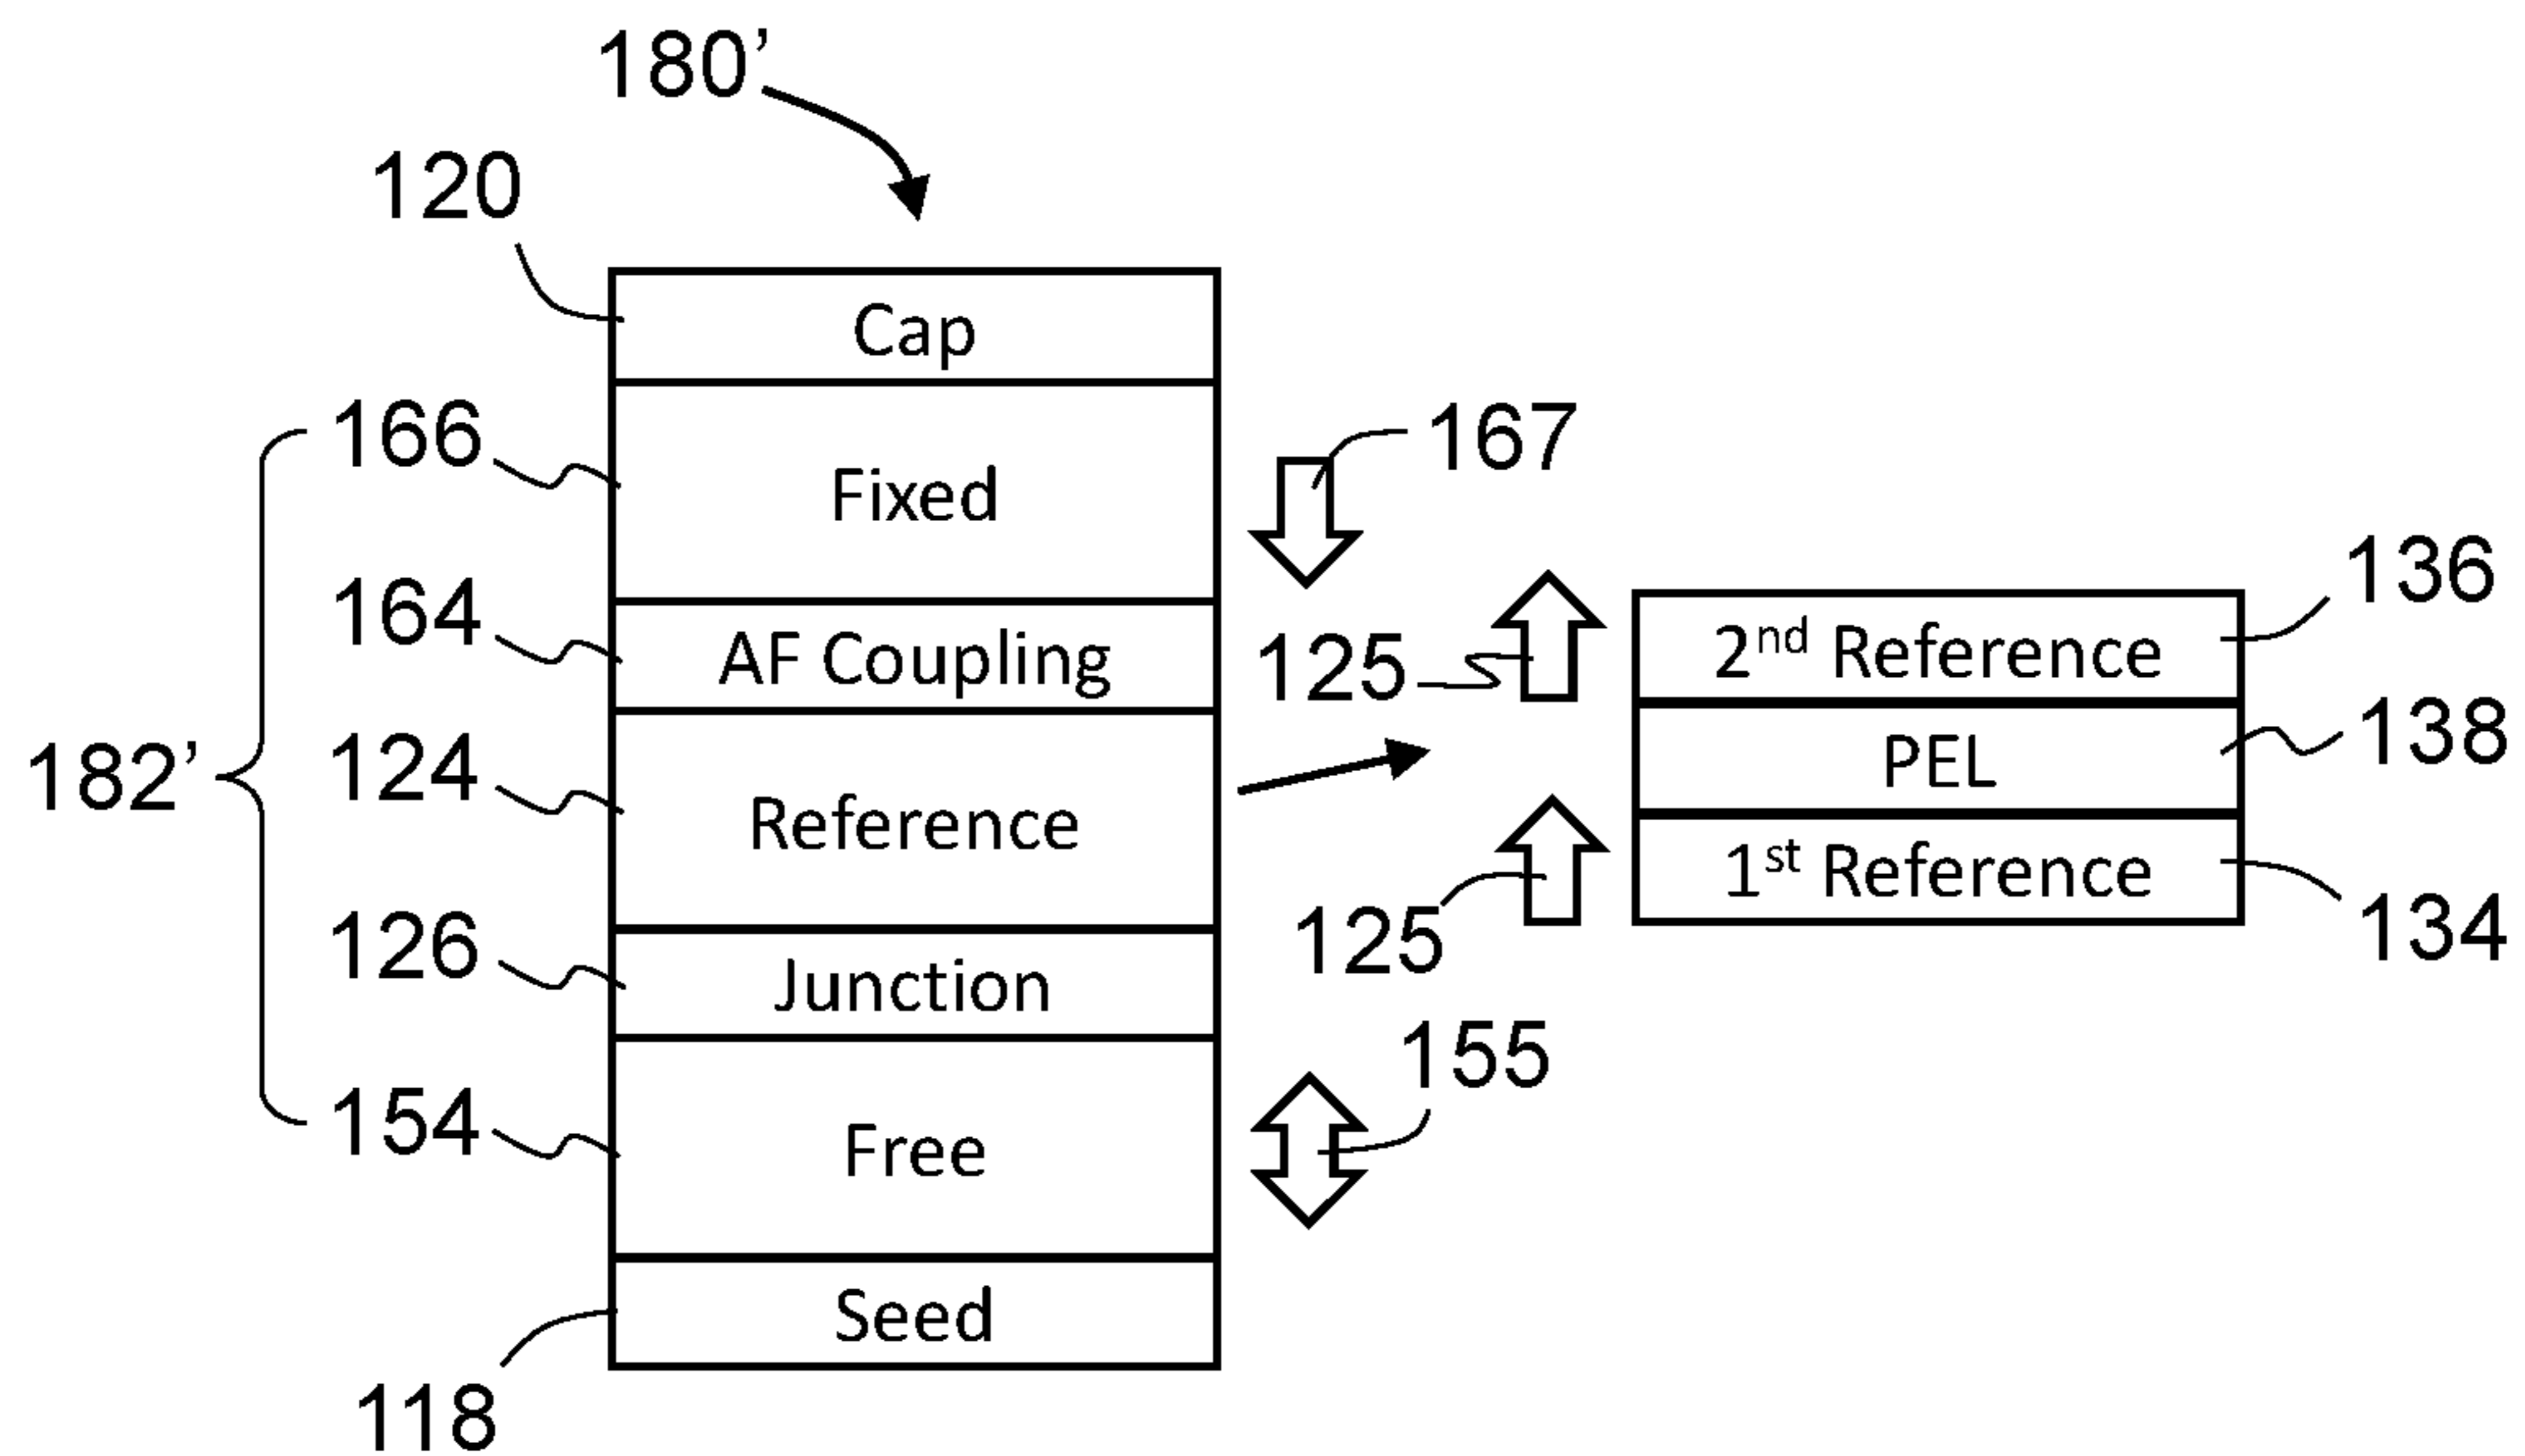 180’
120
Cap
166
Fixed
167
164
AF Coupling
125
2nd Reference
136
182’
124
Reference
PEL
138
125
1st Reference
134
126
Junction
154
Free
155
118
Seed